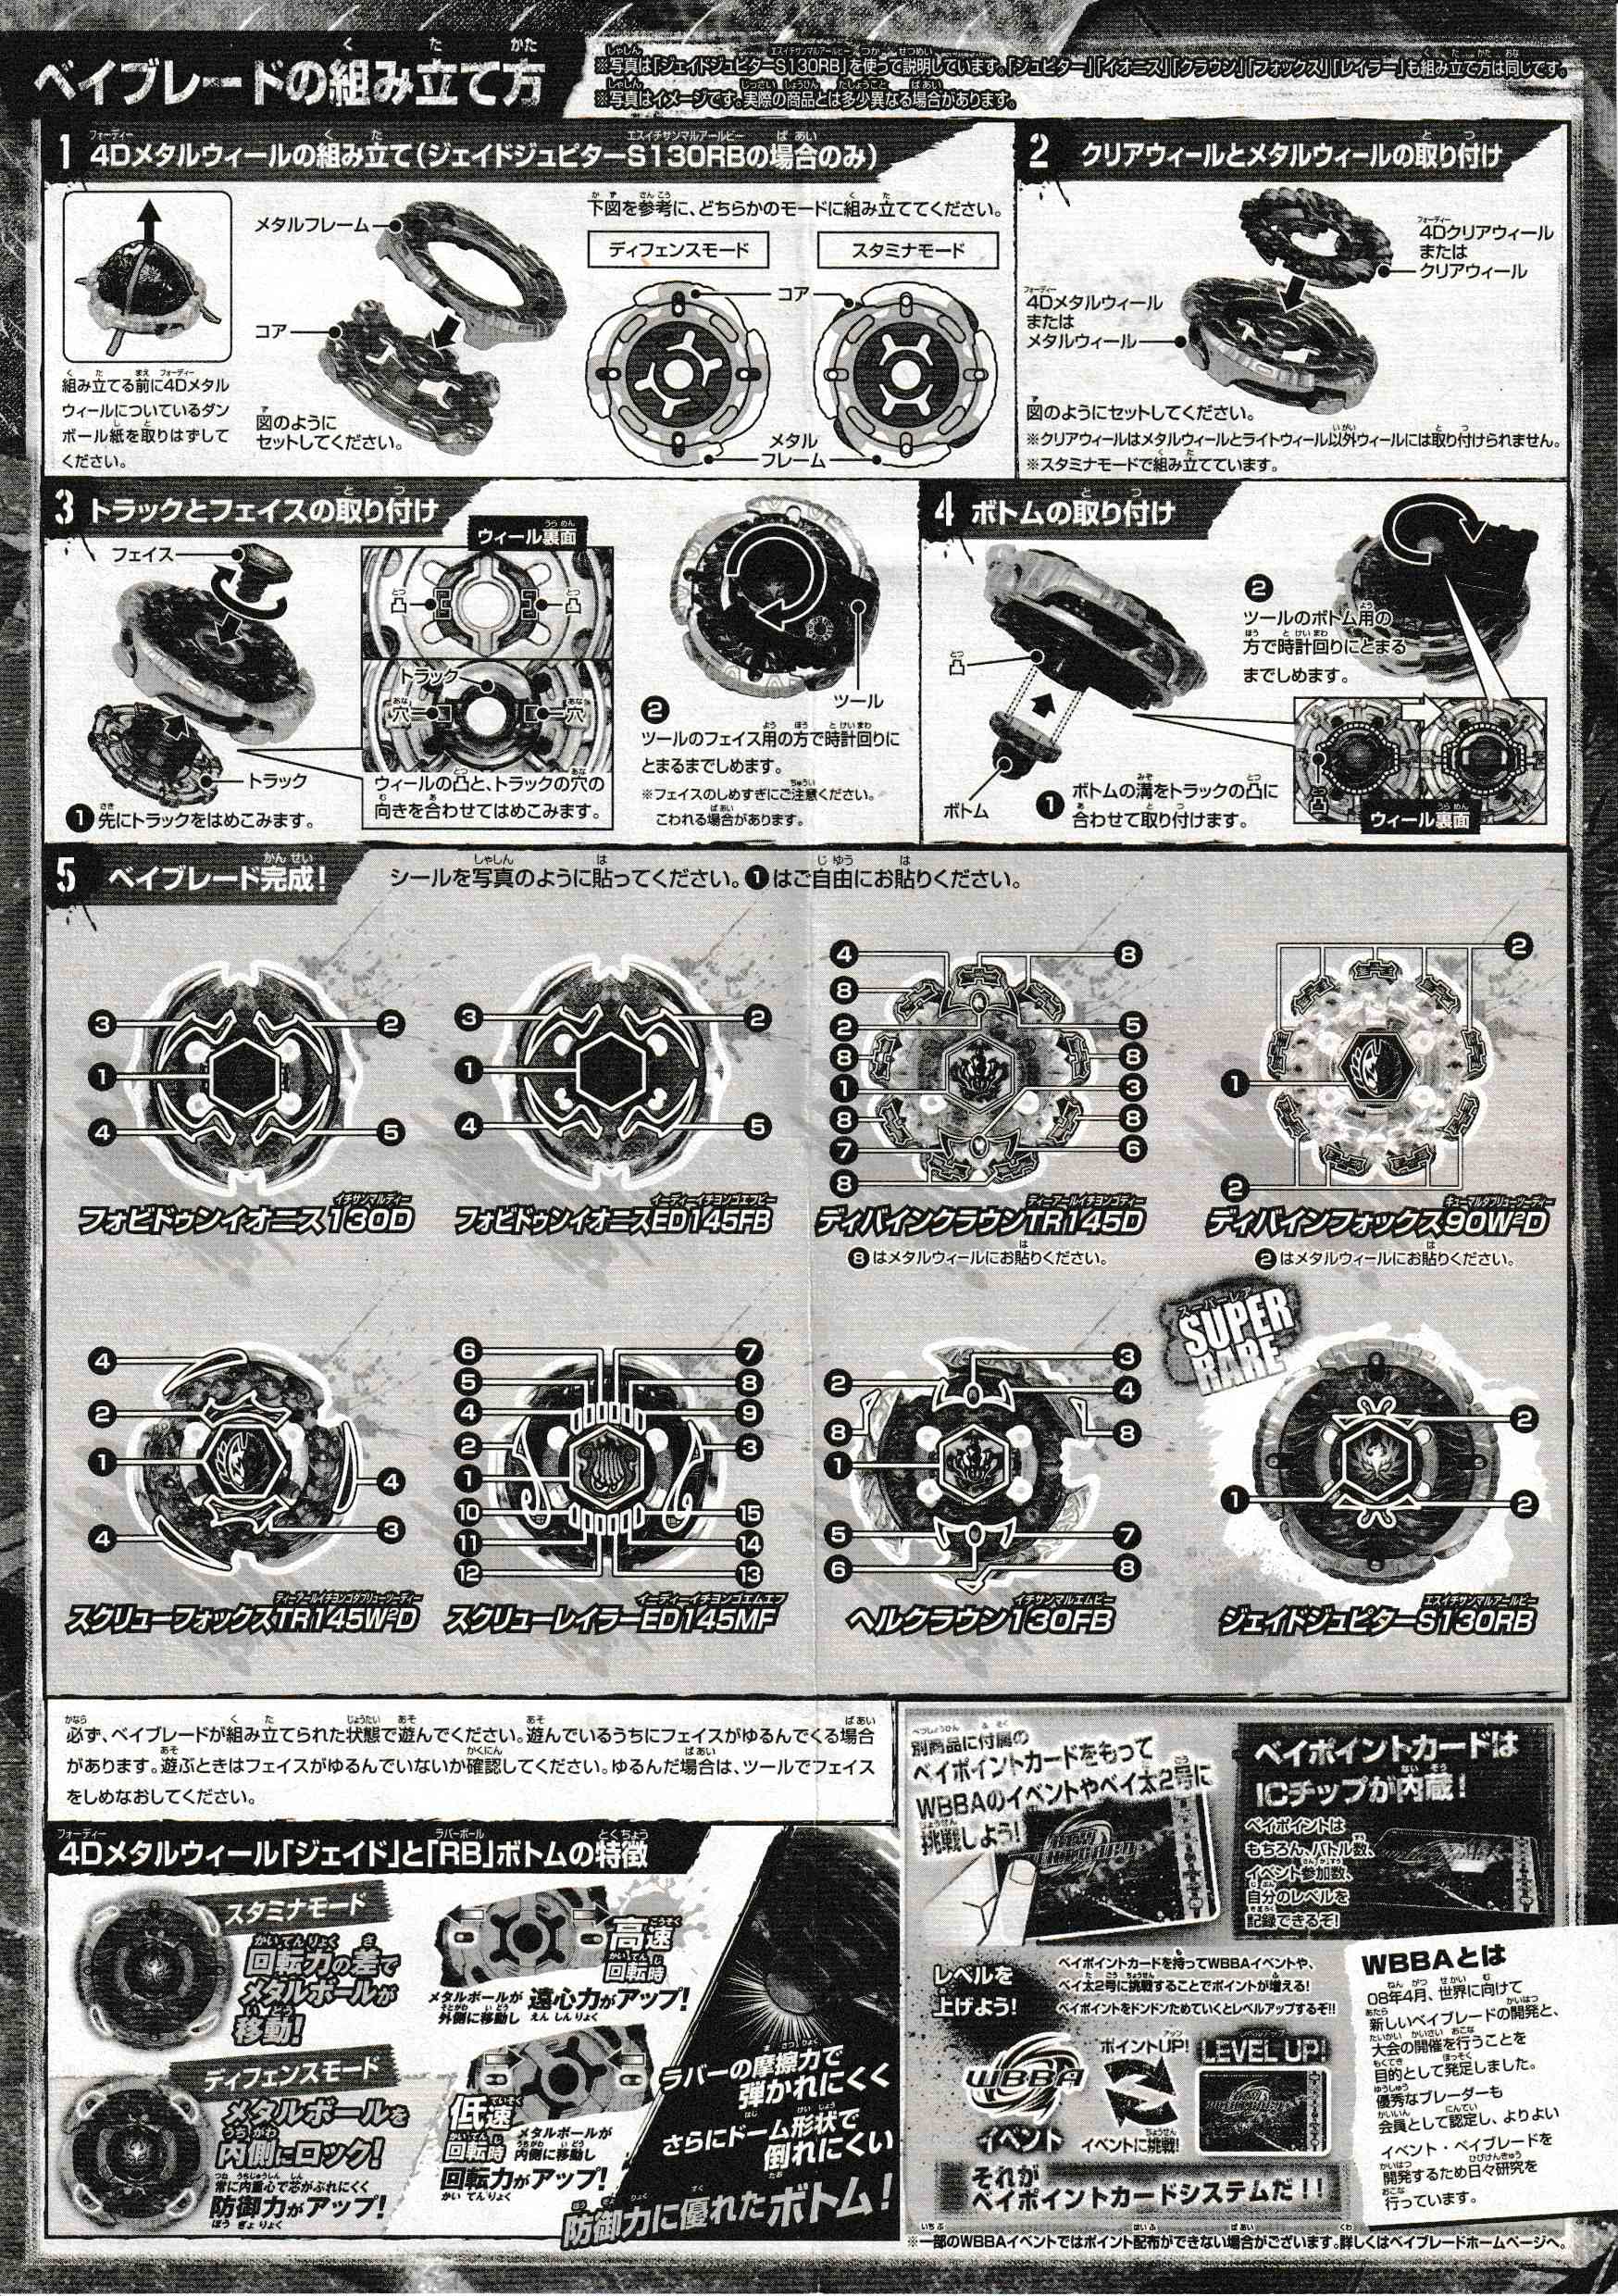 ベイブレードの組み立て方
※写真は「ジェイドジュピターS130RB」を使って説明しています。「ジュピター」「イオニス」「クラウン」「フォックス」「レイラー」も組み立て方は同じです。
※写真はイメージです。実際の商品とは多少異なる場合があります。
1 4Dメタルウィールの組み立て（ジェイドジュピターS130RBの場合のみ）
組み立てる前に4Dメタル
ウィールについているダン
ボール紙を取りはずして
ください。
メタルフレーム
コア
図のように
セットしてください。
下図を参考に、どちらかのモードに組み立ててください。
ディフェンスモード
スタミナモード
コア
メタル
フレーム
2 クリアウィールとメタルウィールの取り付け
4Dクリアウィール
または
クリアウィール
4Dメタルウィール
または
メタルウィール
図のようにセットしてください。
※クリアウィールはメタルウィールとライトウィール以外ウィールには取り付けられません。
※スタミナモードで組み立てています。
3 トラックとフェイスの取り付け
フェイス
トラック
❶先にトラックをはめこみます。
ウィール裏面
凸
凸
トラック
穴
穴
ウィールの凸と、トラックの穴の
向きを合わせてはめこみます。
ツール
❷
ツールのフェイス用の方で時計回りに
とまるまでしめます。
※フェイスのしめすぎにご注意ください。
こわれる場合があります。
4 ボトムの取り付け
凸
ボトム
❶ボトムの溝をトラックの凸に
合わせて取り付けます。
❷
ツールのボトム用の
方で時計回りにとまる
までしめます。
凸
ウィール裏面
5 ベイブレード完成！
シールを写真のように貼ってください。❶はご自由にお貼りください。
❸ ❷
❶
❹ ❺
フォビドゥンイオニス130D
❸ ❷
❶
❹ ❺
フォビドゥンイオニスED145FB
❹ ❽
❽
❷ ❺
❽ ❽
❶ ❸
❽ ❽
❼ ❻
❽
ディバインクラウンTR145D
❽はメタルウィールにお貼りください。
❷
❶
❷
ディバインフォックス90W²D
❷はメタルウィールにお貼りください。
❹
❷
❶
❹
❹ ❸
スクリューフォックスTR145W²D
❻ ❼
❺ ❽
❹ ❾
❷ ❸
❶
❿ ⓯
⓫ ⓮
⓬ ⓭
スクリューレイラーED145MF
❸
❷ ❹
❽ ❽
❶
❺ ❼
❻ ❽
ヘルクラウン130FB
スーパーレア
SUPER
RARE
❷
❶ ❷
ジェイドジュピターS130RB
必ず、ベイブレードが組み立てられた状態で遊んでください。遊んでいるうちにフェイスがゆるんでくる場合
があります。遊ぶときはフェイスがゆるんでいないか確認してください。ゆるんだ場合は、ツールでフェイス
をしめなおしてください。
4Dメタルウィール「ジェイド」と「RB」ボトムの特徴
スタミナモード
回転力の差で
メタルボールが
移動！
高速
回転時
メタルボールが
外側に移動し
遠心力がアップ！
ディフェンスモード
メタルボールを
内側にロック！
常に内重心で芯がぶれにくく
防御力がアップ！
低速
回転時
メタルボールが
内側に移動し
回転力がアップ！
ラバーの摩擦力で
弾かれにくく
さらにドーム形状で
倒れにくい
防御力に優れたボトム！
別商品に付属の
ベイポイントカードをもって
WBBAのイベントやベイ太2号に
挑戦しよう！
ベイポイントカードは
ICチップが内蔵！
ベイポイントは
もちろん、バトル数、
イベント参加数、
自分のレベルを
記録できるぞ！
レベルを
上げよう！
ベイポイントカードを持ってWBBAイベントや、
ベイ太2号に挑戦することでポイントが増える！
ベイポイントをドンドンためていくとレベルアップするぞ!!
WBBA
イベント
ポイントUP!
イベントに挑戦！
LEVEL UP!
それが
ベイポイントカードシステムだ！！
WBBAとは
08年4月、世界に向けて
新しいベイブレードの開発と、
大会の開催を行うことを
目的として発足しました。
優秀なブレーダーも
会員として認定し、よりよい
イベント・ベイブレードを
開発するため日々研究を
行っています。
※一部のWBBAイベントではポイント配布ができない場合がございます。詳しくはベイブレードホームページへ。